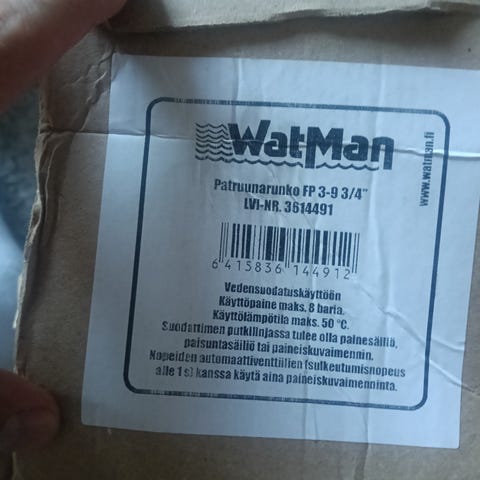 WatMan
www.watman.fi
Patruunarunko FP 3-9 3/4"
LVI-NR. 3614491
6 415836 144912
Vedensuodatuskäyttöön
Käyttöpaine maks. 8 baria.
Käyttölämpötila maks. 50 °C.
Suodattimen putkilinjassa tulee olla painesäiliö,
paisuntasäiliö tai paineiskuvaimennin.
Nopeiden automaattiventtiilien (sulkeutumisnopeus
alle 1 s) kanssa käytä aina paineiskuvaimenninta.